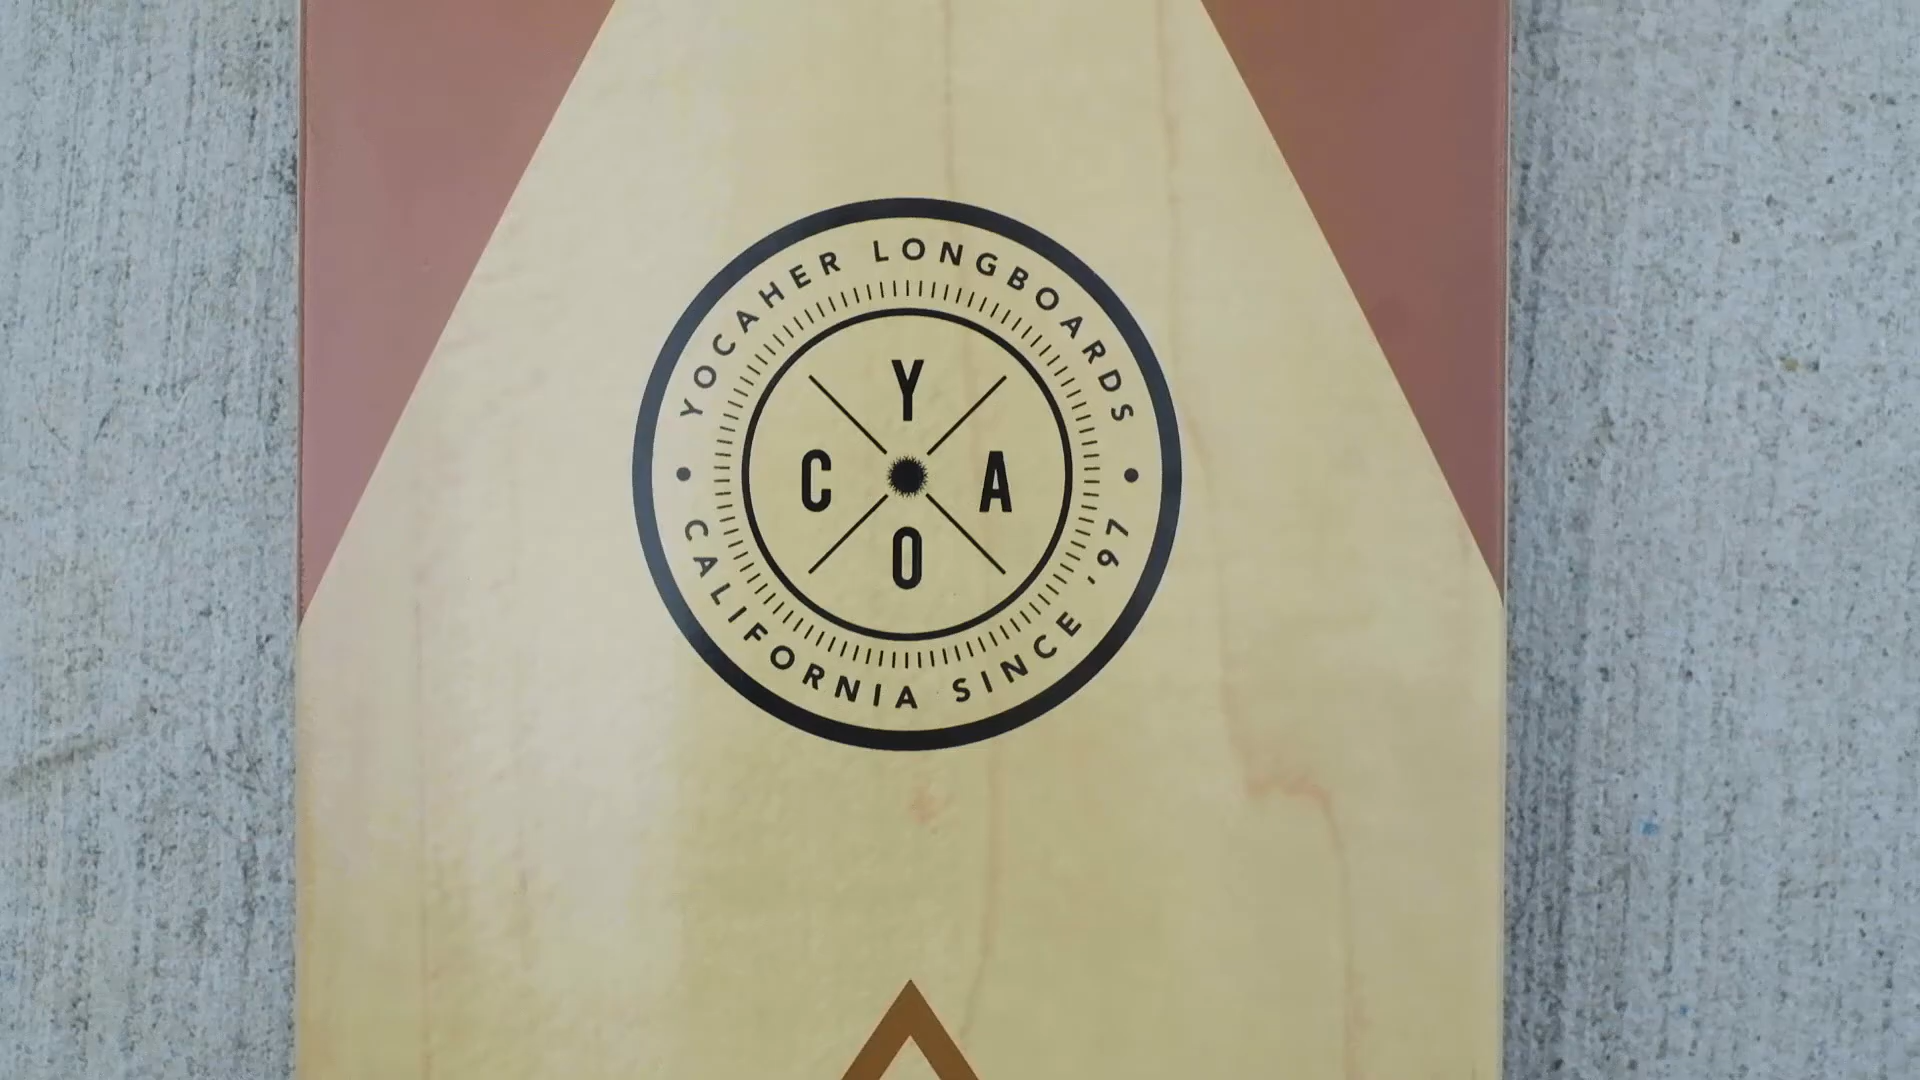 YOCAHER LONGBOARDS
Y
C A
O
CALIFORNIA SINCE '97